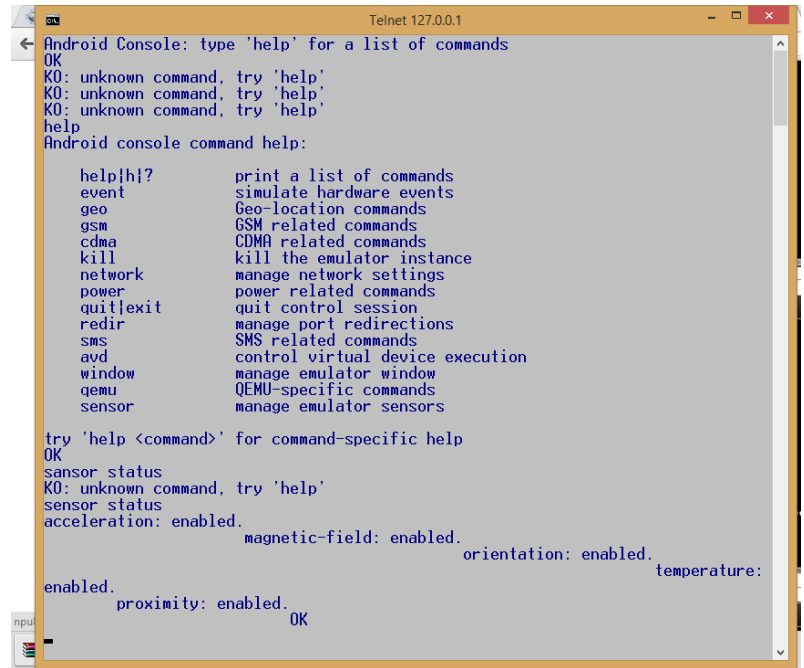 Telnet 127.0.0.1
Android Console: type 'help' for a list of commands
OK
KO: unknown command, try 'help'
KO: unknown command, try 'help'
KO: unknown command, try 'help'
help
Android console command help:
help|h|? print a list of commands
event simulate hardware events
geo Geo-location commands
gsm GSM related commands
cdma CDMA related commands
kill kill the emulator instance
network manage network settings
power power related commands
quit|exit quit control session
redir manage port redirections
sms SMS related commands
avd control virtual device execution
window manage emulator window
qemu QEMU-specific commands
sensor manage emulator sensors
try 'help <command>' for command-specific help
OK
sansor status
KO: unknown command, try 'help'
sensor status
acceleration: enabled.
magnetic-field: enabled.
orientation: enabled.
temperature:
enabled.
proximity: enabled.
OK